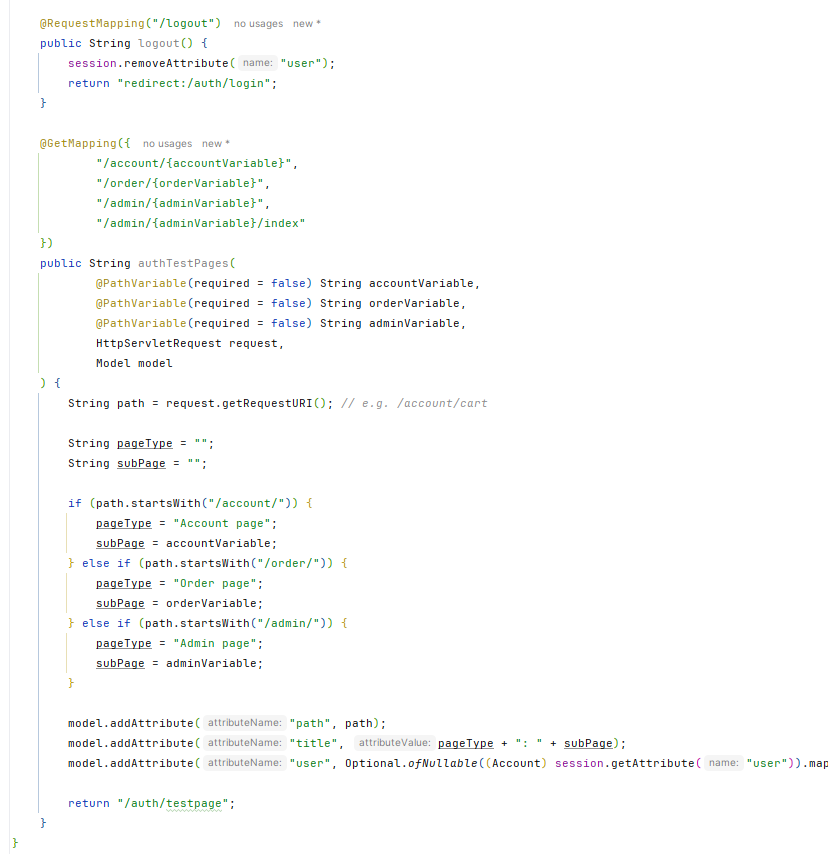 @RequestMapping("/logout") no usages new *
public String logout() {
session.removeAttribute( name: "user");
return "redirect:/auth/login";
}
@GetMapping({ no usages new *
"/account/{accountVariable}",
"/order/{orderVariable}",
"/admin/{adminVariable}",
"/admin/{adminVariable}/index"
})
public String authTestPages(
@PathVariable(required = false) String accountVariable,
@PathVariable(required = false) String orderVariable,
@PathVariable(required = false) String adminVariable,
HttpServletRequest request,
Model model
) {
String path = request.getRequestURI(); // e.g. /account/cart
String pageType = "";
String subPage = "";
if (path.startsWith("/account/")) {
pageType = "Account page";
subPage = accountVariable;
} else if (path.startsWith("/order/")) {
pageType = "Order page";
subPage = orderVariable;
} else if (path.startsWith("/admin/")) {
pageType = "Admin page";
subPage = adminVariable;
}
model.addAttribute( attributeName: "path", path);
model.addAttribute( attributeName: "title", attributeValue: pageType + ": " + subPage);
model.addAttribute( attributeName: "user", Optional.ofNullable((Account) session.getAttribute( name: "user")).map
return "/auth/testpage";
}
}